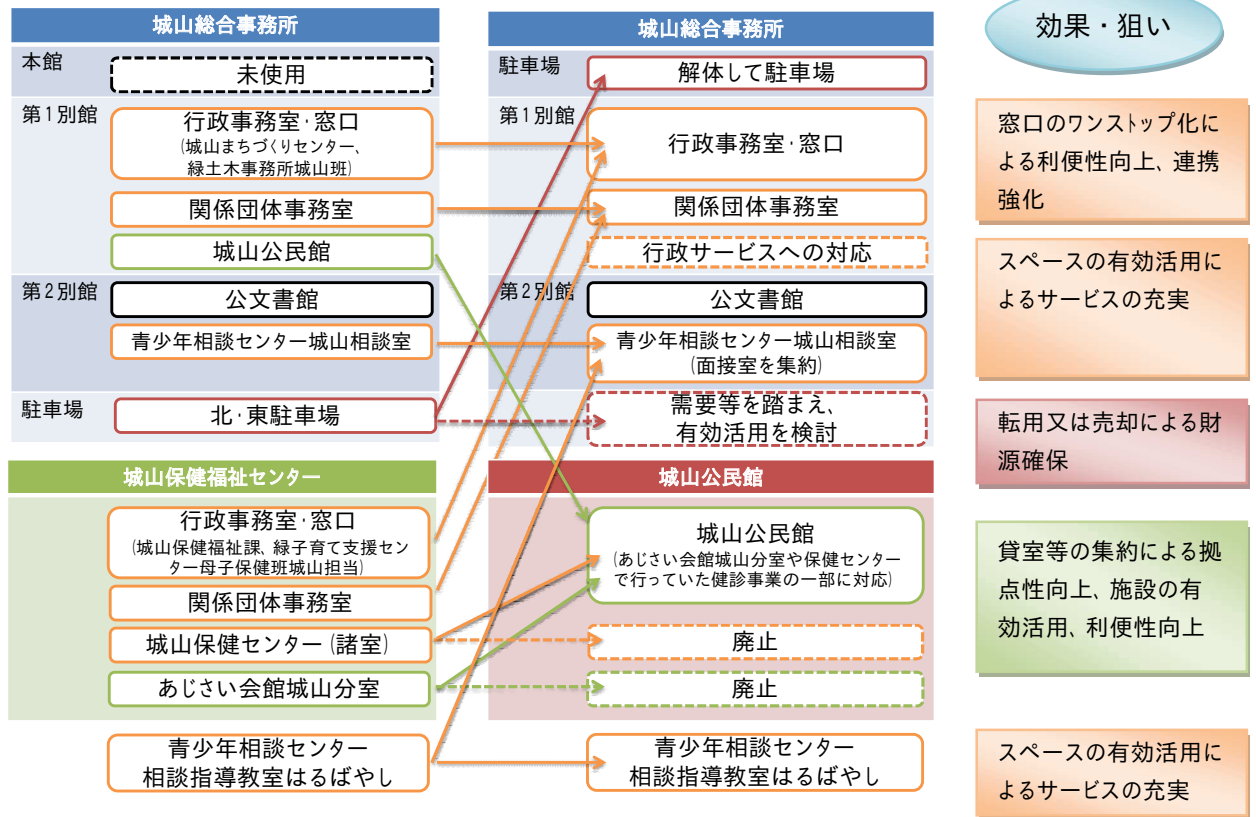 城山総合事務所
本館
未使用
第1別館
行政事務室・窓口
(城山まちづくりセンター、
緑土木事務所城山班)
関係団体事務室
城山公民館
第2別館
公文書館
青少年相談センター城山相談室
駐車場
北・東駐車場
城山保健福祉センター
行政事務室・窓口
(城山保健福祉課、緑子育て支援セン
ター母子保健班城山担当)
関係団体事務室
城山保健センター(諸室)
あじさい会館城山分室
青少年相談センター
相談指導教室はるばやし
城山総合事務所
駐車場
解体して駐車場
第1別館
行政事務室・窓口
関係団体事務室
行政サービスへの対応
第2別館
公文書館
青少年相談センター城山相談室
(面接室を集約)
需要等を踏まえ、
有効活用を検討
城山公民館
城山公民館
(あじさい会館城山分室や保健センター
で行っていた健診事業の一部に対応)
廃止
廃止
青少年相談センター
相談指導教室はるばやし
効果・狙い
窓口のワンストップ化に
よる利便性向上、連携
強化
スペースの有効活用に
よるサービスの充実
転用又は売却による財
源確保
貸室等の集約による拠
点性向上、施設の有
効活用、利便性向上
スペースの有効活用に
よるサービスの充実